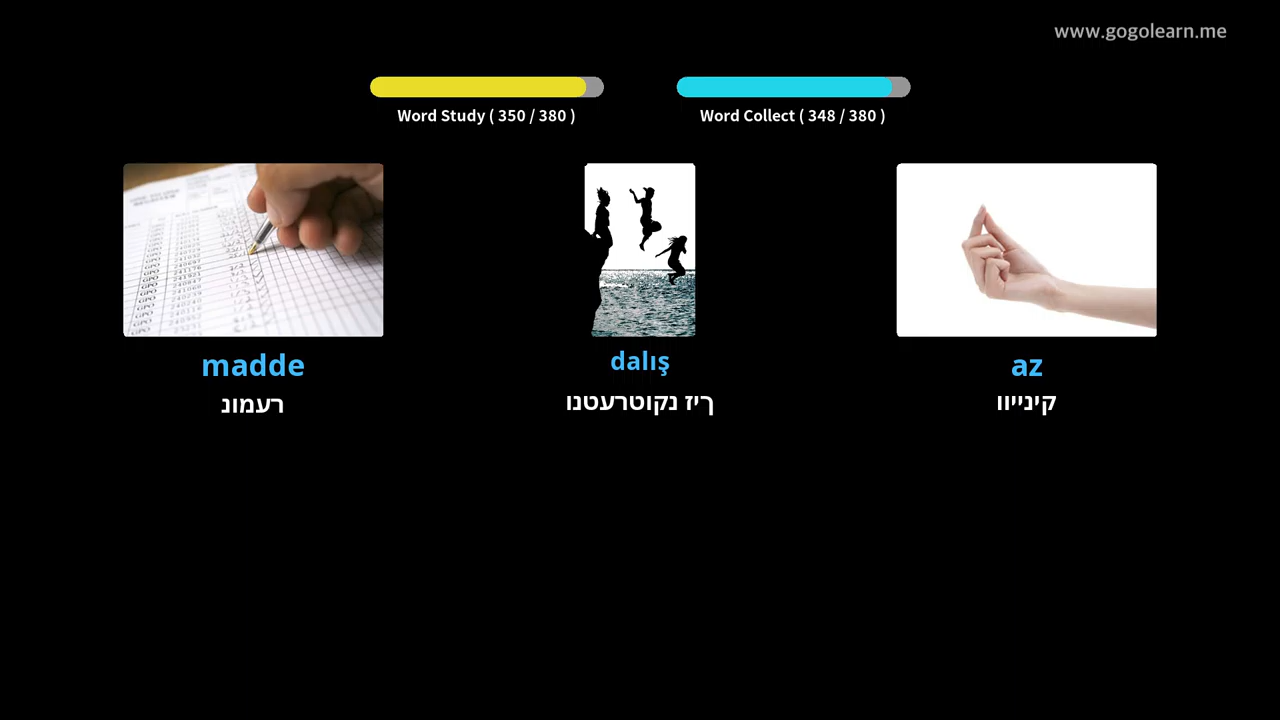 www.gogolearn.me
Word Study ( 350 / 380 )
Word Collect ( 348 / 380 )
madde
רעמונ
dalış
ךיז נקוטרעטנו
az
קינייוו